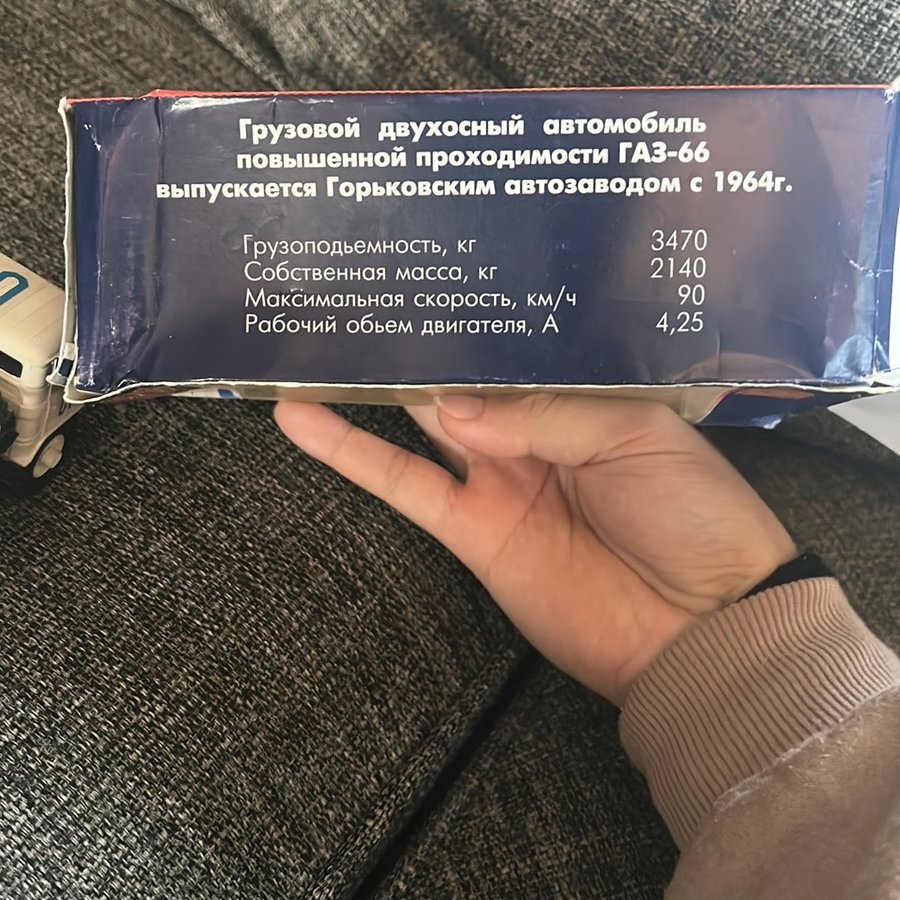 Грузовой двухосный автомобиль
повышенной проходимости ГАЗ-66
выпускается Горьковским автозаводом с 1964г.
Грузоподьемность, кг 3470
Собственная масса, кг 2140
Максимальная скорость, км/ч 90
Рабочий обьем двигателя, А 4,25